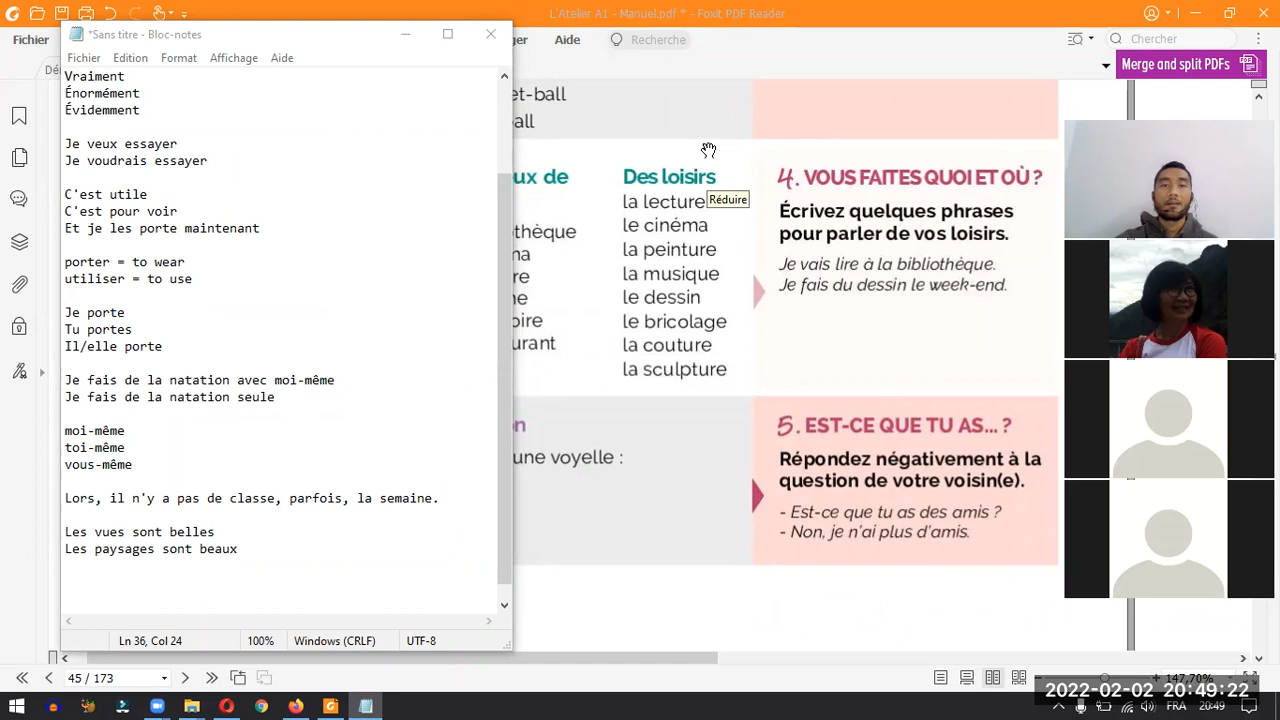 L'Atelier A1 - Manuel.pdf * - Foxit PDF Reader
*Sans titre - Bloc-notes
Fichier
Fichier Edition Format Affichage Aide
ger
Aide
Recherche
Chercher
Merge and split PDFs
Dé
Vraiment
Énormément
Évidemment
Je veux essayer
Je voudrais essayer
C'est utile
C'est pour voir
Et je les porte maintenant
porter = to wear
utiliser = to use
Je porte
Tu portes
Il/elle porte
Je fais de la natation avec moi-même
Je fais de la natation seule
moi-même
toi-même
vous-même
Lors, il n'y a pas de classe, parfois, la semaine.
Les vues sont belles
Les paysages sont beaux
Ln 36, Col 24
100%
Windows (CRLF)
UTF-8
et-ball
all
ux de
othèque
ma
re
ne
oire
urant
Des loisirs
la lecture
Réduire
le cinéma
la peinture
la musique
le dessin
le bricolage
la couture
la sculpture
4. VOUS FAITES QUOI ET OÙ ?
Écrivez quelques phrases
pour parler de vos loisirs.
Je vais lire à la bibliothèque.
Je fais du dessin le week-end.
on
une voyelle :
5. EST-CE QUE TU AS... ?
Répondez négativement à la
question de votre voisin(e).
- Est-ce que tu as des amis ?
- Non, je n'ai plus d'amis.
45 / 173
147,70%
2022-02-02 20:49:22
FRA
20:49